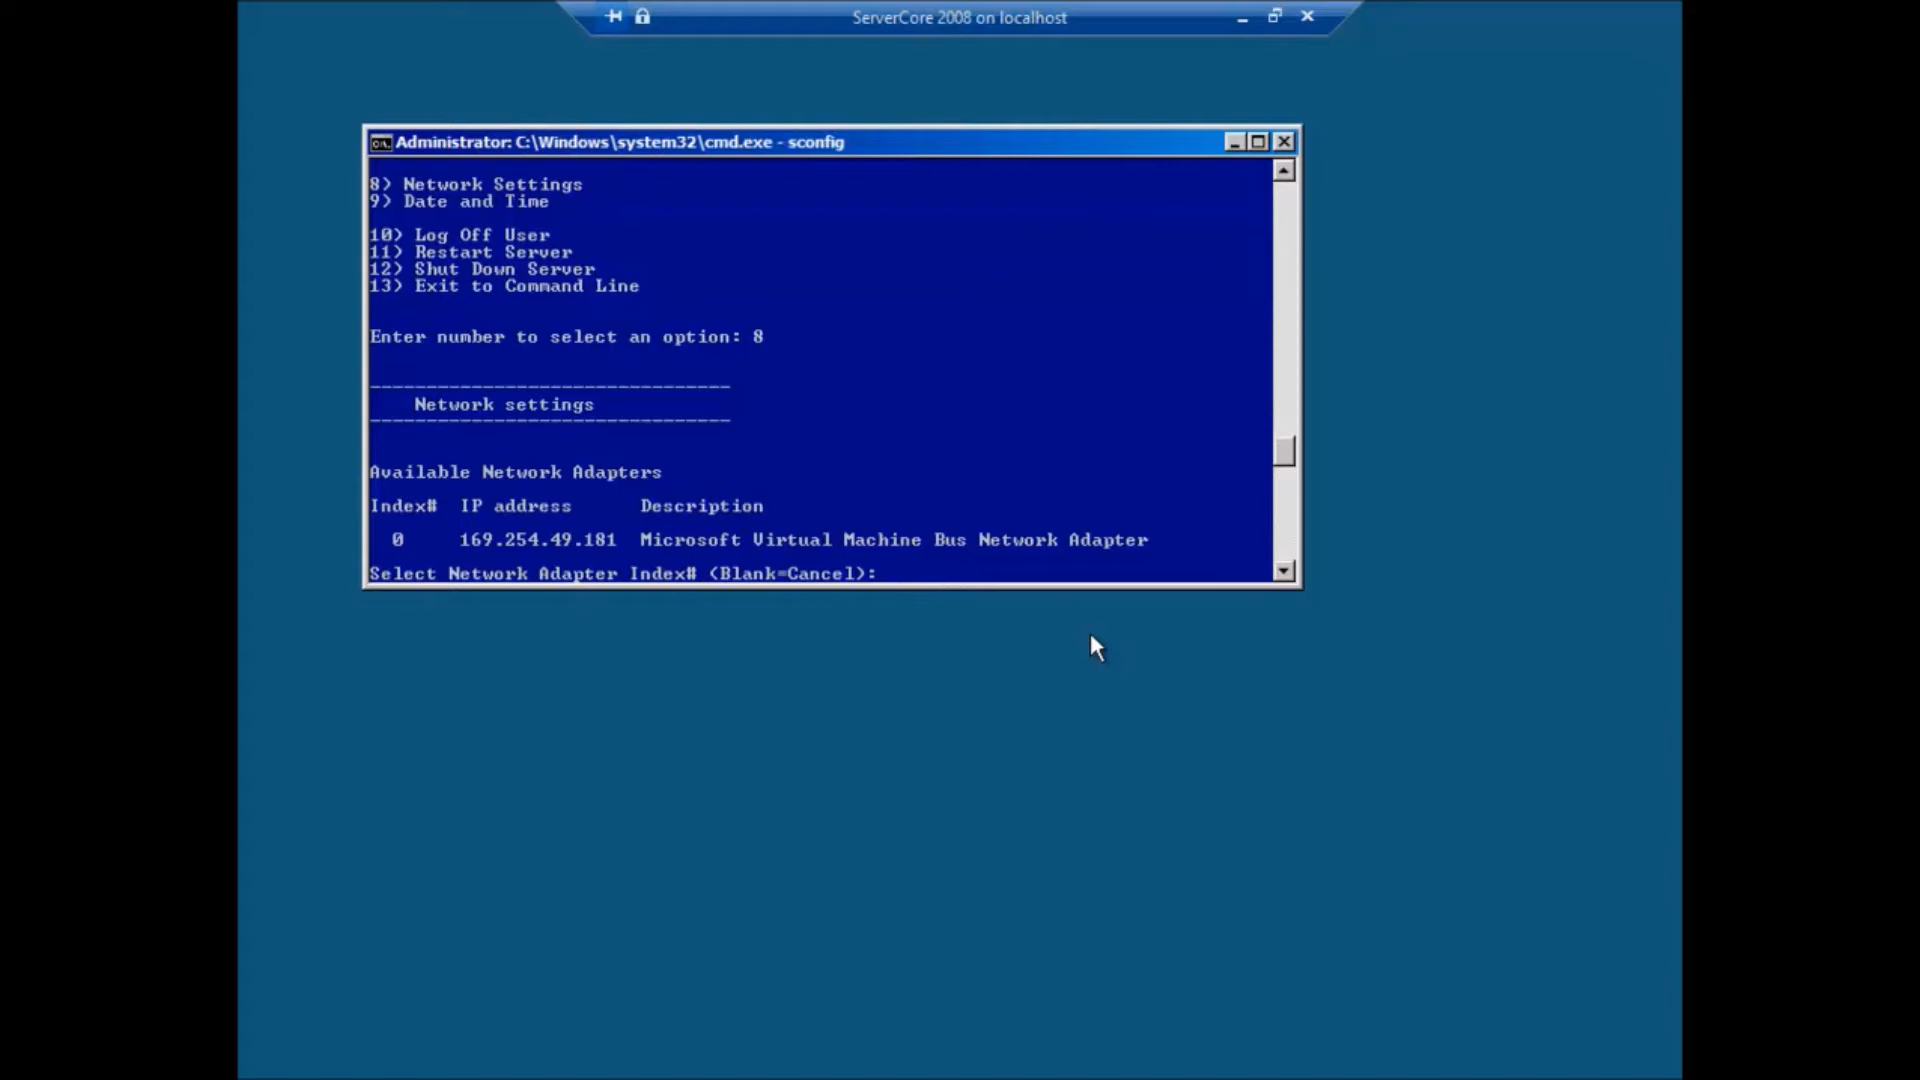 ServerCore 2008 on localhost
Administrator: C:\Windows\system32\cmd.exe - sconfig
8) Network Settings
9) Date and Time
10) Log Off User
11) Restart Server
12) Shut Down Server
13) Exit to Command Line
Enter number to select an option: 8
--------------------------------
Network settings
--------------------------------
Available Network Adapters
Index# IP address Description
0 169.254.49.181 Microsoft Virtual Machine Bus Network Adapter
Select Network Adapter Index# (Blank=Cancel):